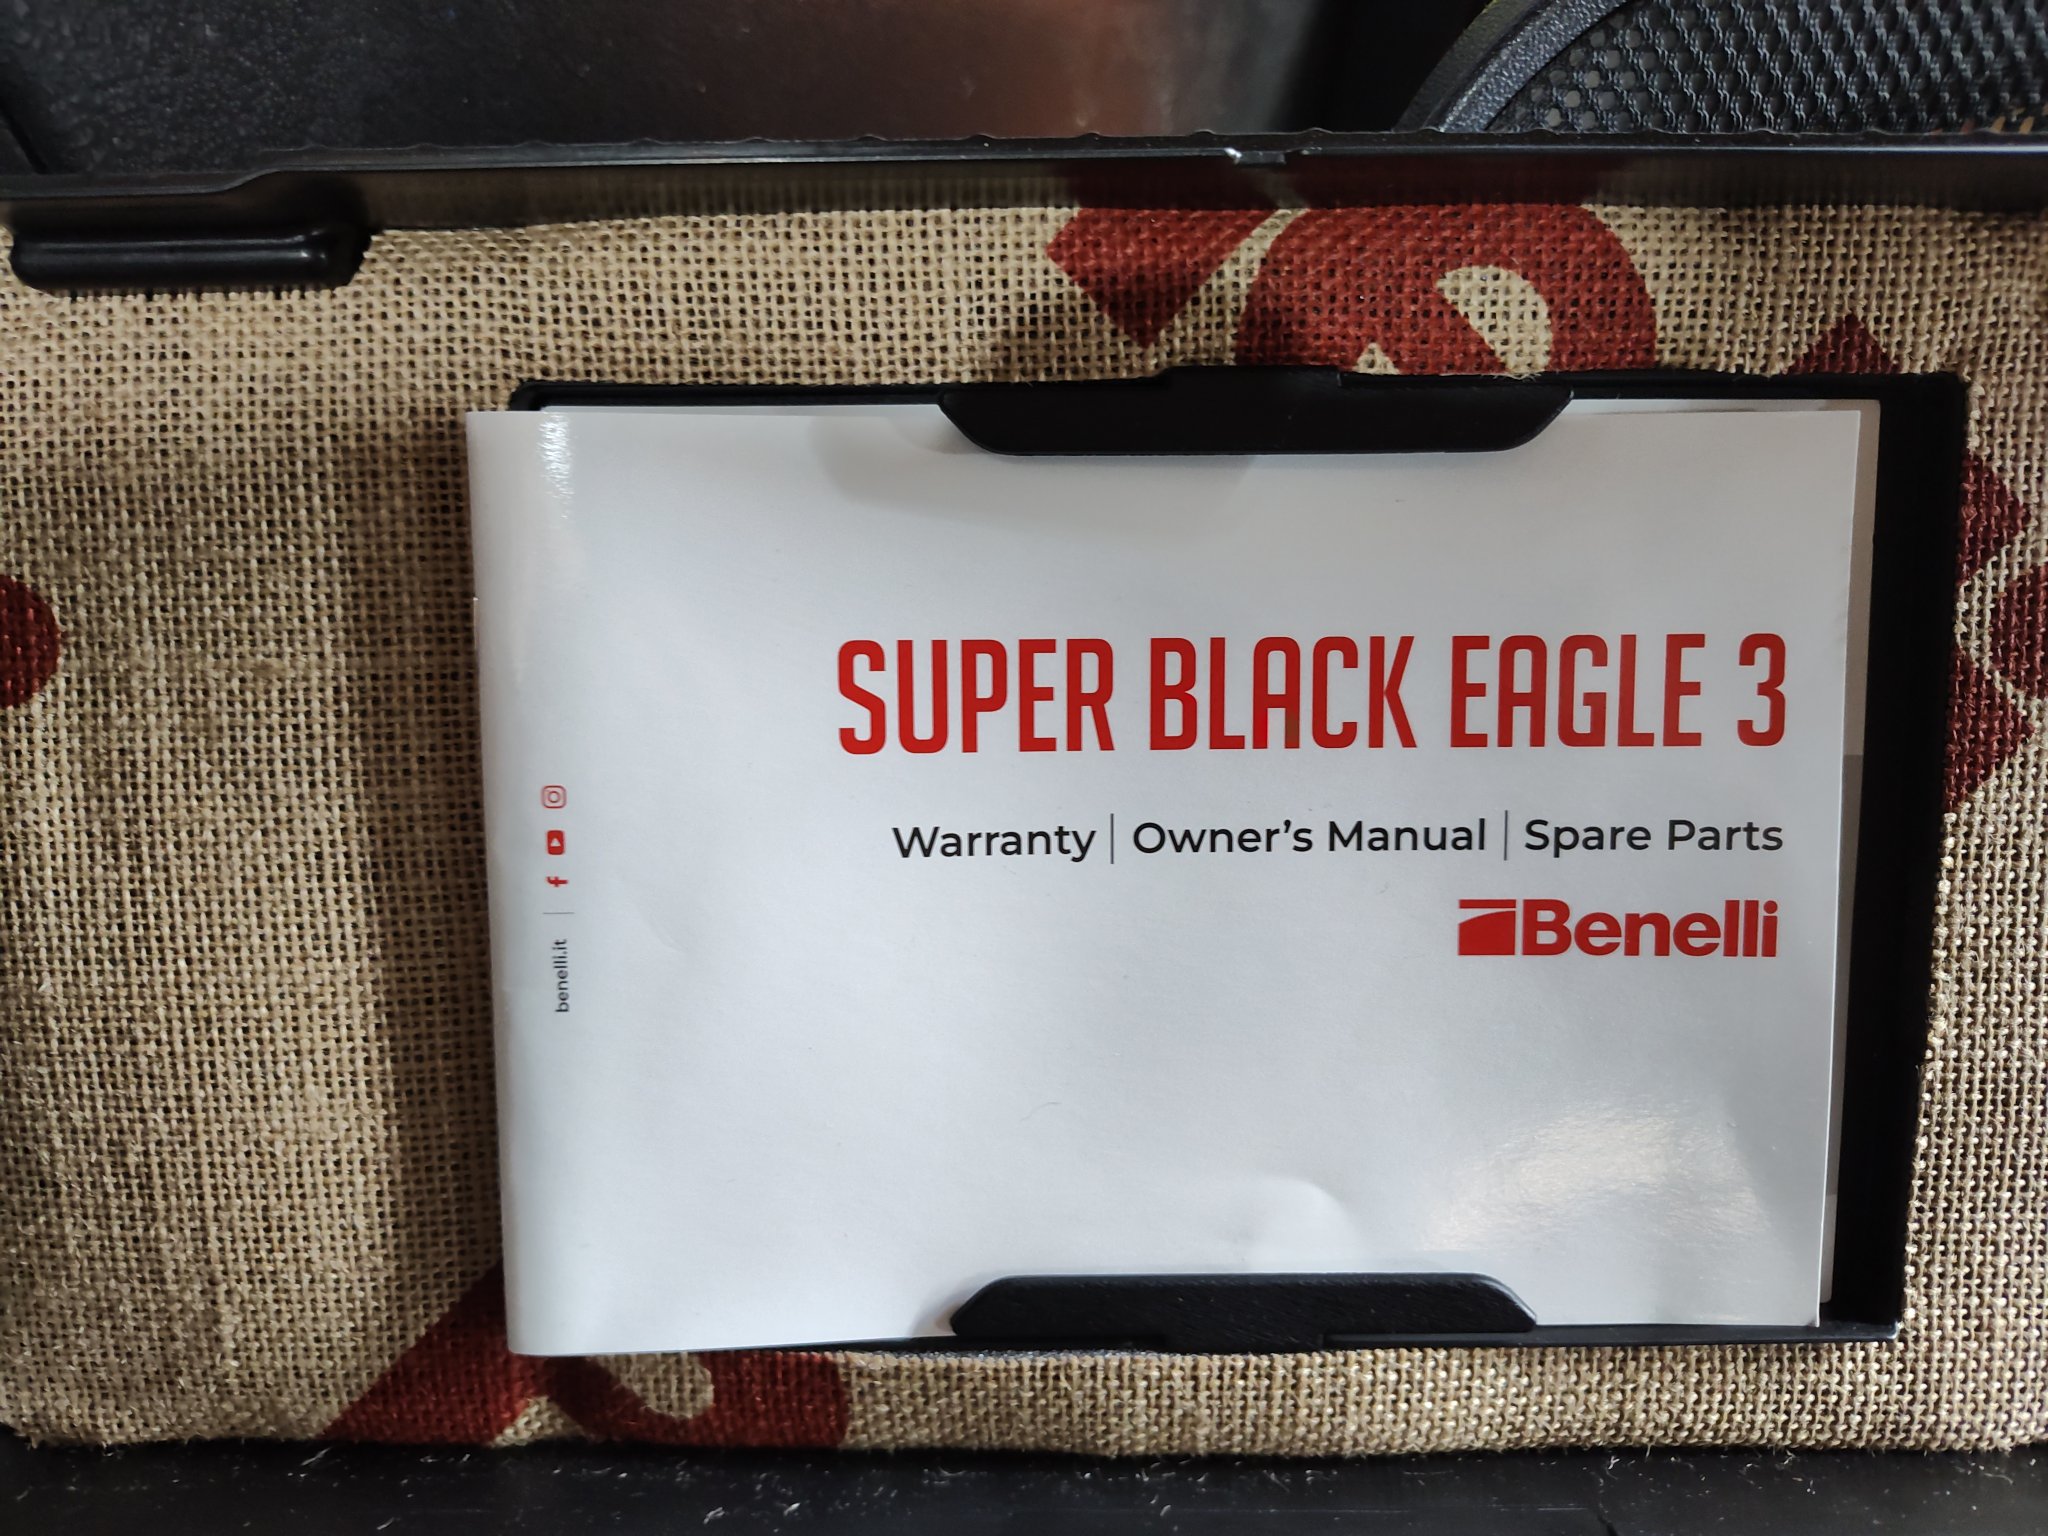 SUPER BLACK EAGLE 3
Warranty | Owner's Manual | Spare Parts
Benelli
benelli.it